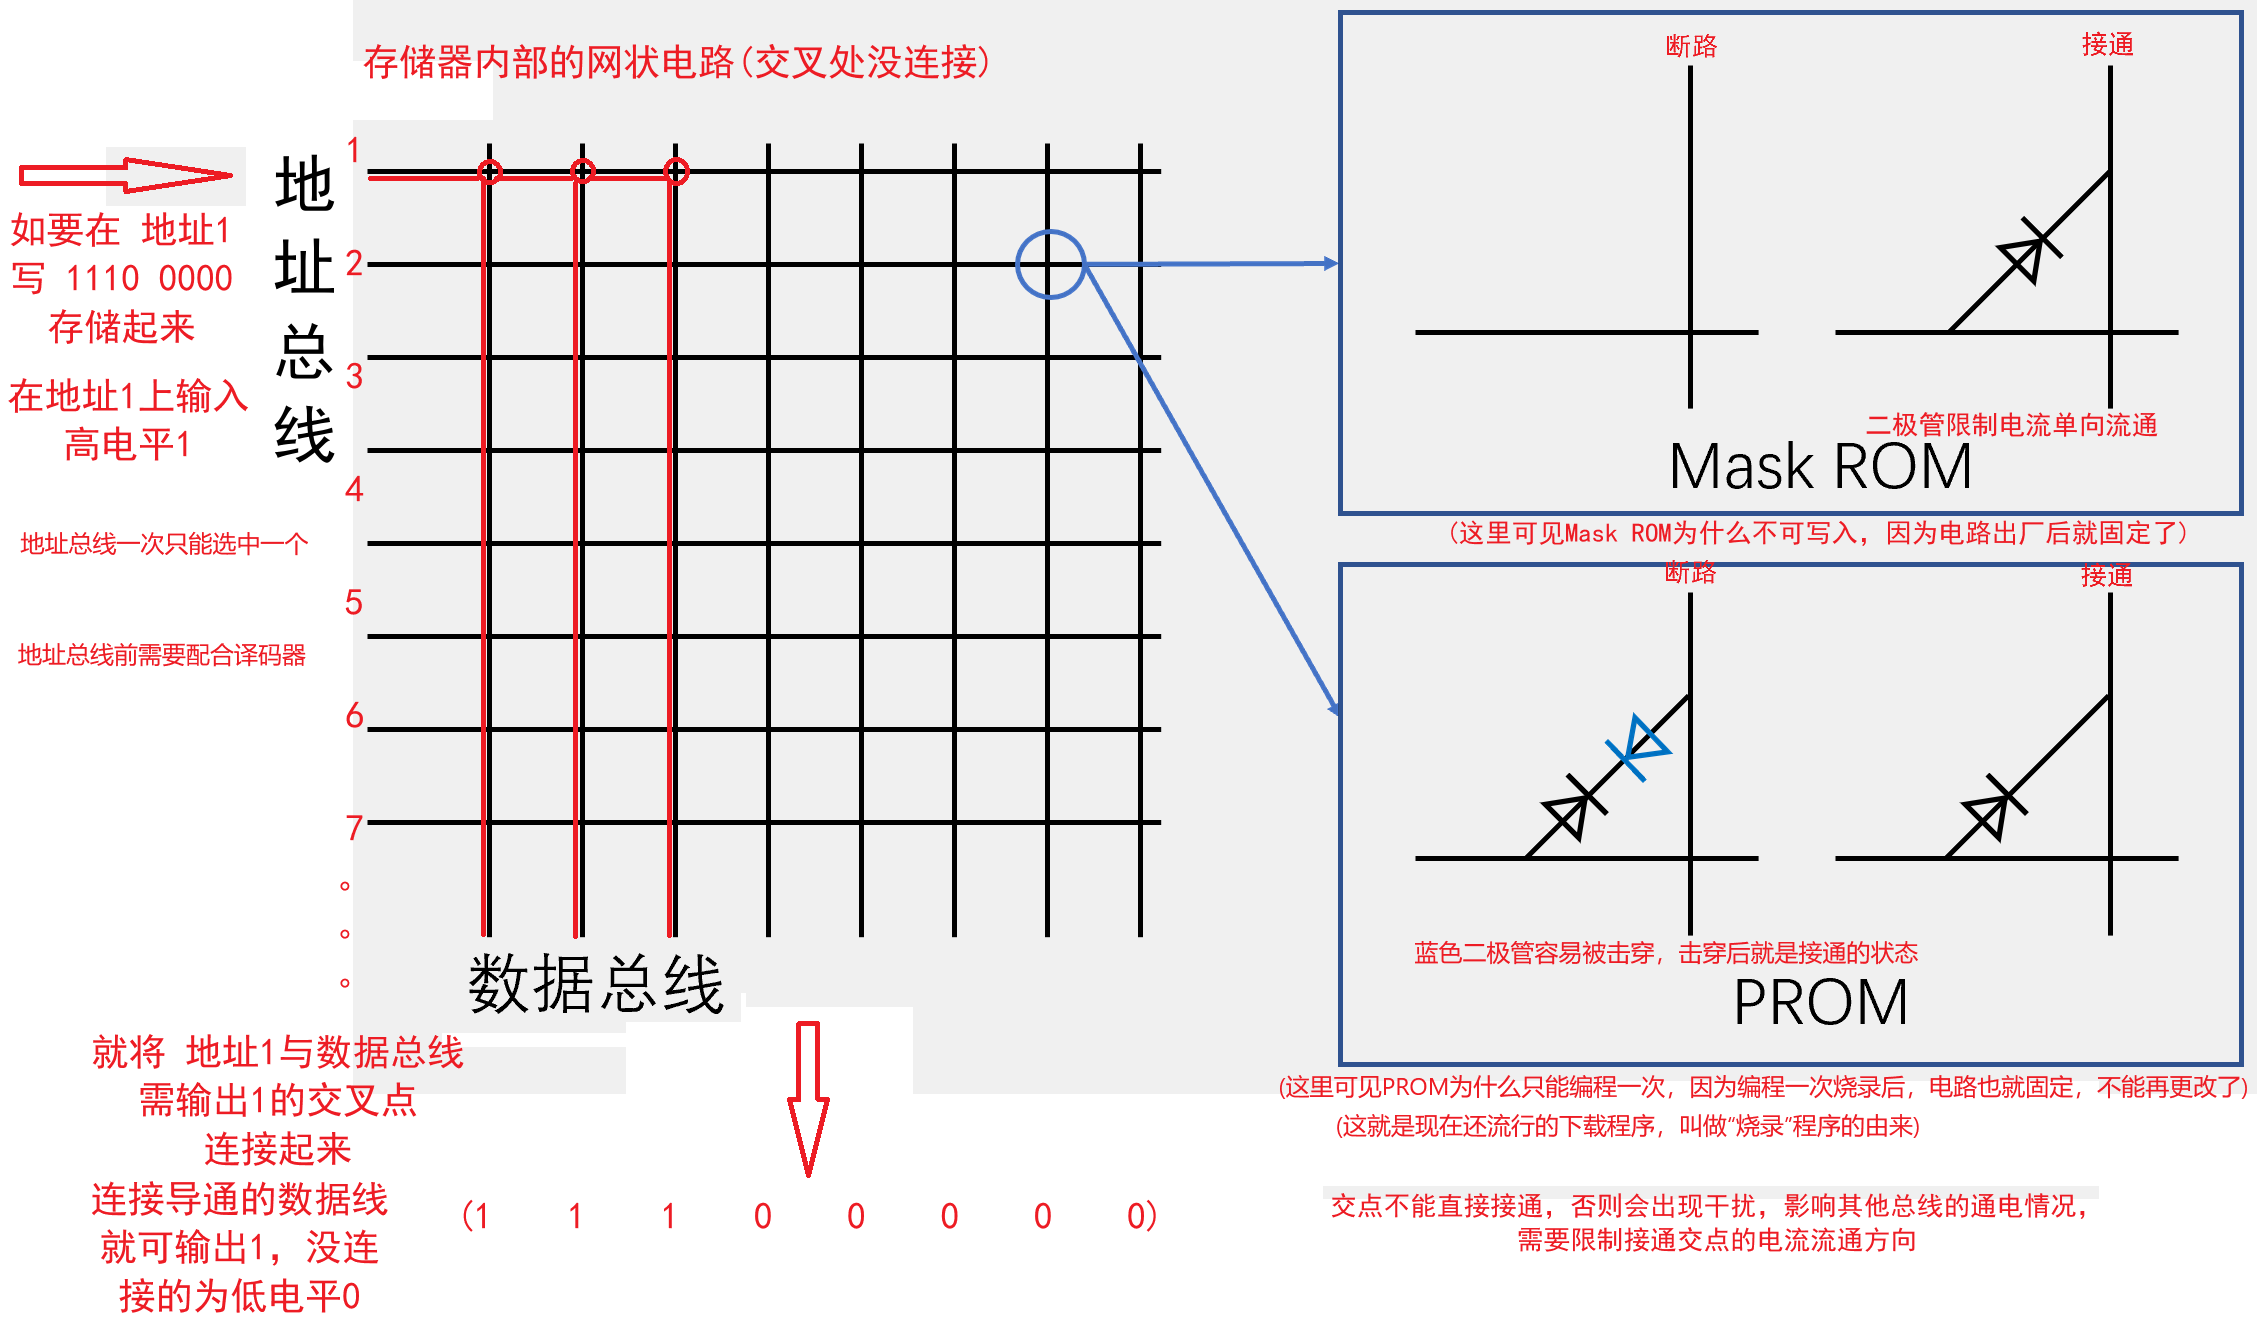 存储器内部的网状电路(交叉处没连接)
地
址
总
线
1
2
3
4
5
6
7
。
。
。
如要在 地址1
写 1110 0000
存储起来
在地址1上输入
高电平1
地址总线一次只能选中一个
地址总线前需要配合译码器
数据总线
就将 地址1与数据总线
需输出1的交叉点
连接起来
连接导通的数据线
就可输出1，没连
接的为低电平0
(1 1 1 0 0 0 0 0)
断路
接通
二极管限制电流单向流通
Mask ROM
(这里可见Mask ROM为什么不可写入，因为电路出厂后就固定了)
断路
接通
蓝色二极管容易被击穿，击穿后就是接通的状态
PROM
(这里可见PROM为什么只能编程一次，因为编程一次烧录后，电路也就固定，不能再更改了)
(这就是现在还流行的下载程序，叫做“烧录”程序的由来)
交点不能直接接通，否则会出现干扰，影响其他总线的通电情况，
需要限制接通交点的电流流通方向